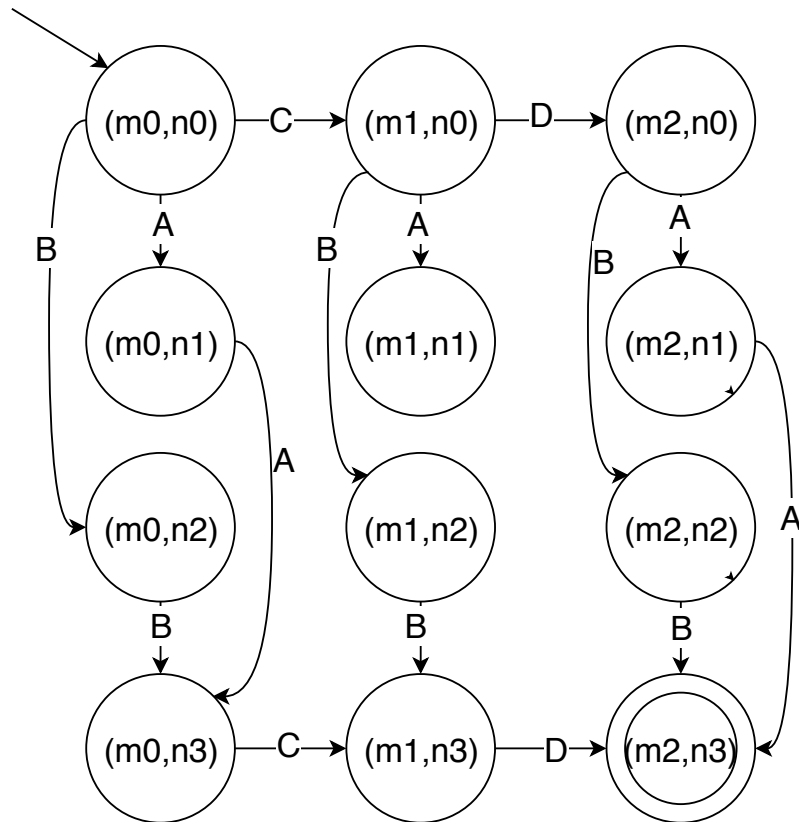 (m0,n0) C (m1,n0) D (m2,n0)
B A B A B A
(m0,n1) (m1,n1) (m2,n1)
A A
(m0,n2) (m1,n2) (m2,n2)
B B B
(m0,n3) C (m1,n3) D (m2,n3)